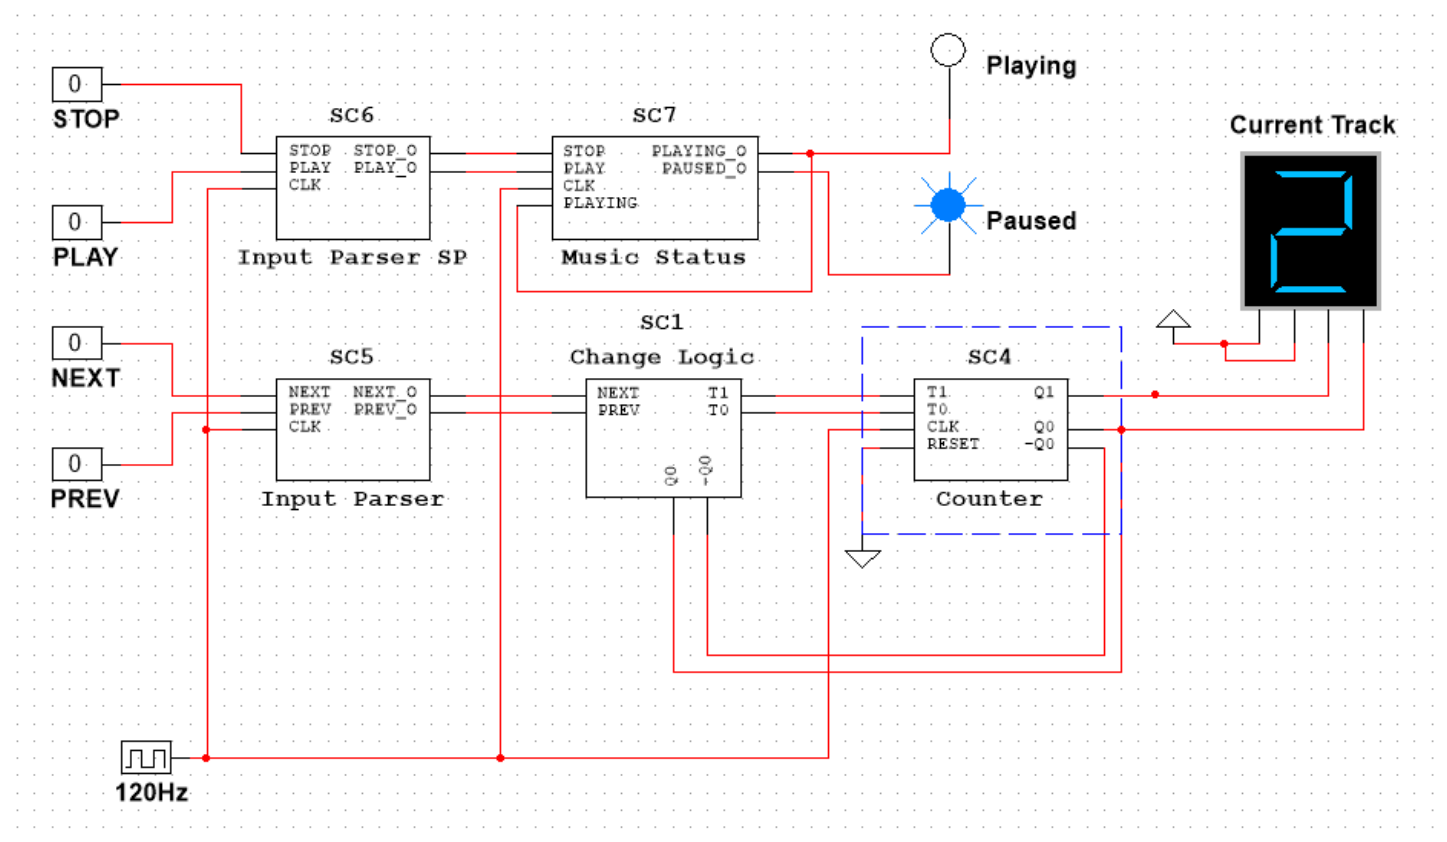 0
STOP
0
PLAY
SC6
STOP STOP_O
PLAY PLAY_O
CLK
Input Parser SP
SC7
STOP PLAYING_O
PLAY PAUSED_O
CLK
PLAYING
Music Status
Playing
Paused
Current Track
2
0
NEXT
0
PREV
SC5
NEXT NEXT_O
PREV PREV_O
CLK
Input Parser
SC1
Change Logic
NEXT T1
PREV T0
Q0 -Q0
SC4
T1 Q1
T0
CLK Q0
RESET -Q0
Counter
120Hz